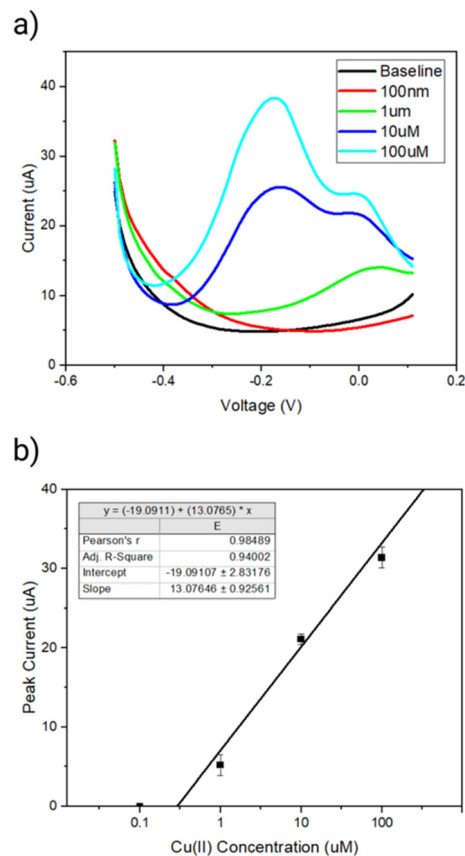 a)
Baseline
100nm
1um
10uM
100uM
40
30
20
10
0
Current (uA)
-0.6 -0.4 -0.2 0.0 0.2
Voltage (V)
b)
y = (-19.0911) + (13.0765) * x
E
Pearson's r 0.98489
Adj. R-Square 0.94002
Intercept -19.09107 ± 2.83176
Slope 13.07646 ± 0.92561
40
30
20
10
0
Peak Current (uA)
0.1 1 10 100
Cu(II) Concentration (uM)